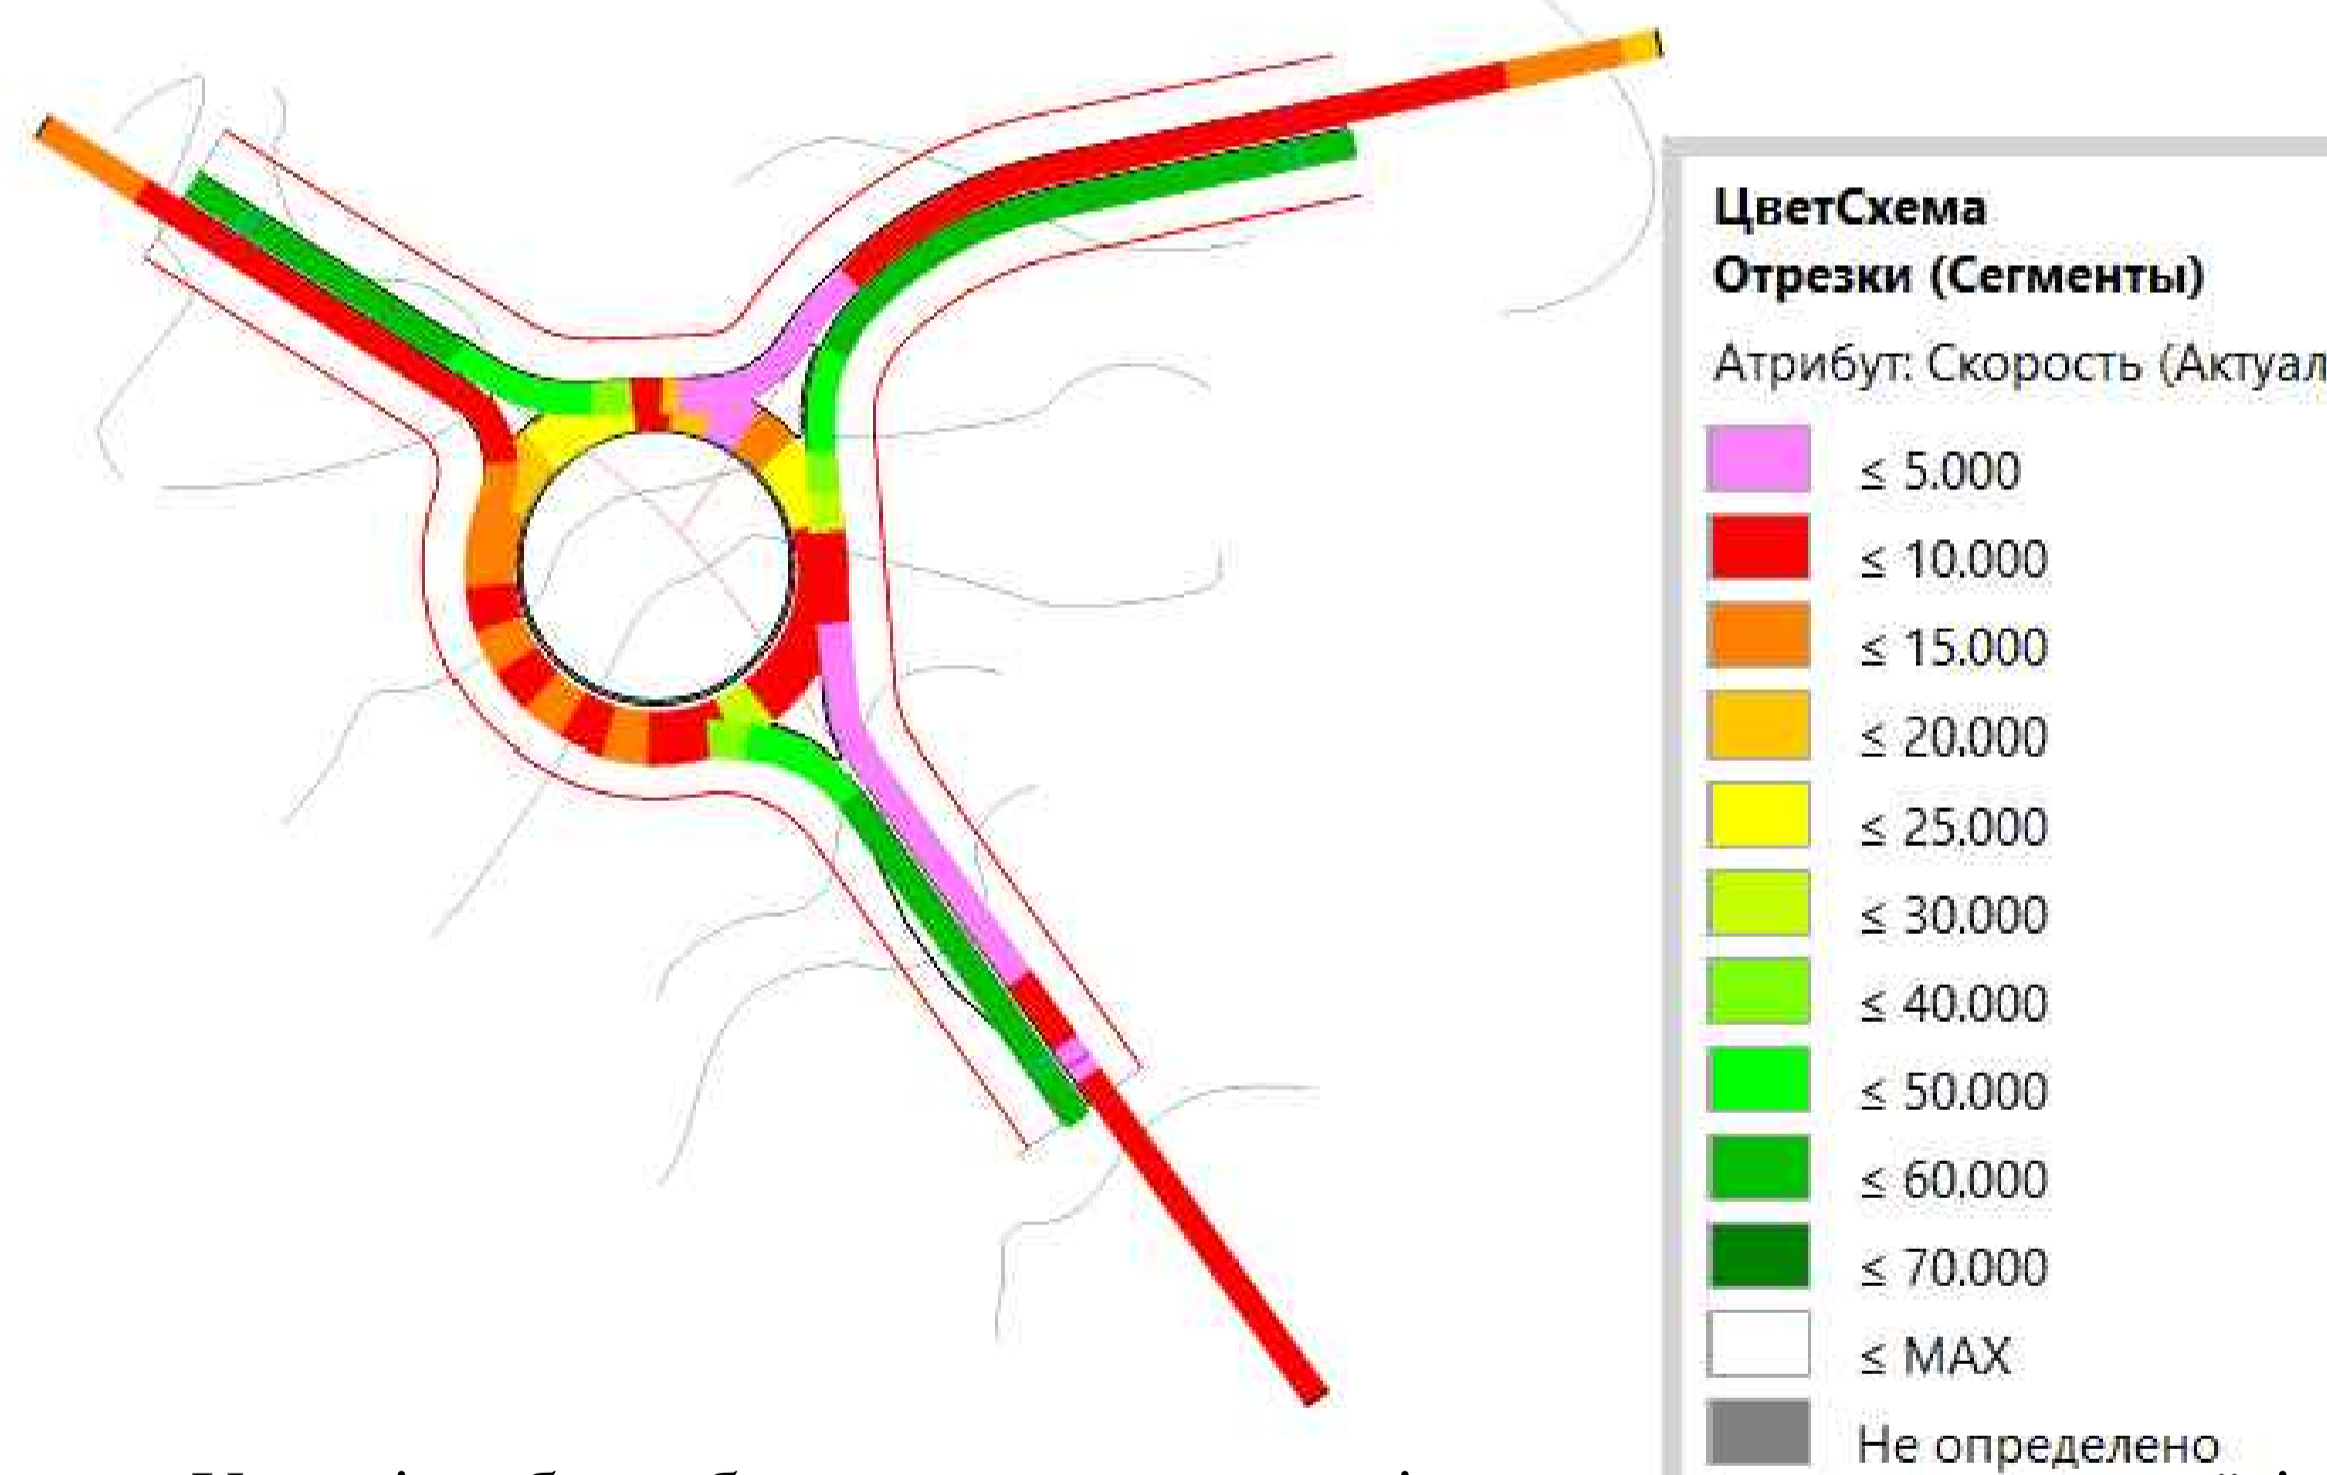 ЦветСхема
Отрезки (Сегменты)
Атрибут: Скорость (Актуал
≤ 5.000
≤ 10.000
≤ 15.000
≤ 20.000
≤ 25.000
≤ 30.000
≤ 40.000
≤ 50.000
≤ 60.000
≤ 70.000
≤ MAX
Не определено